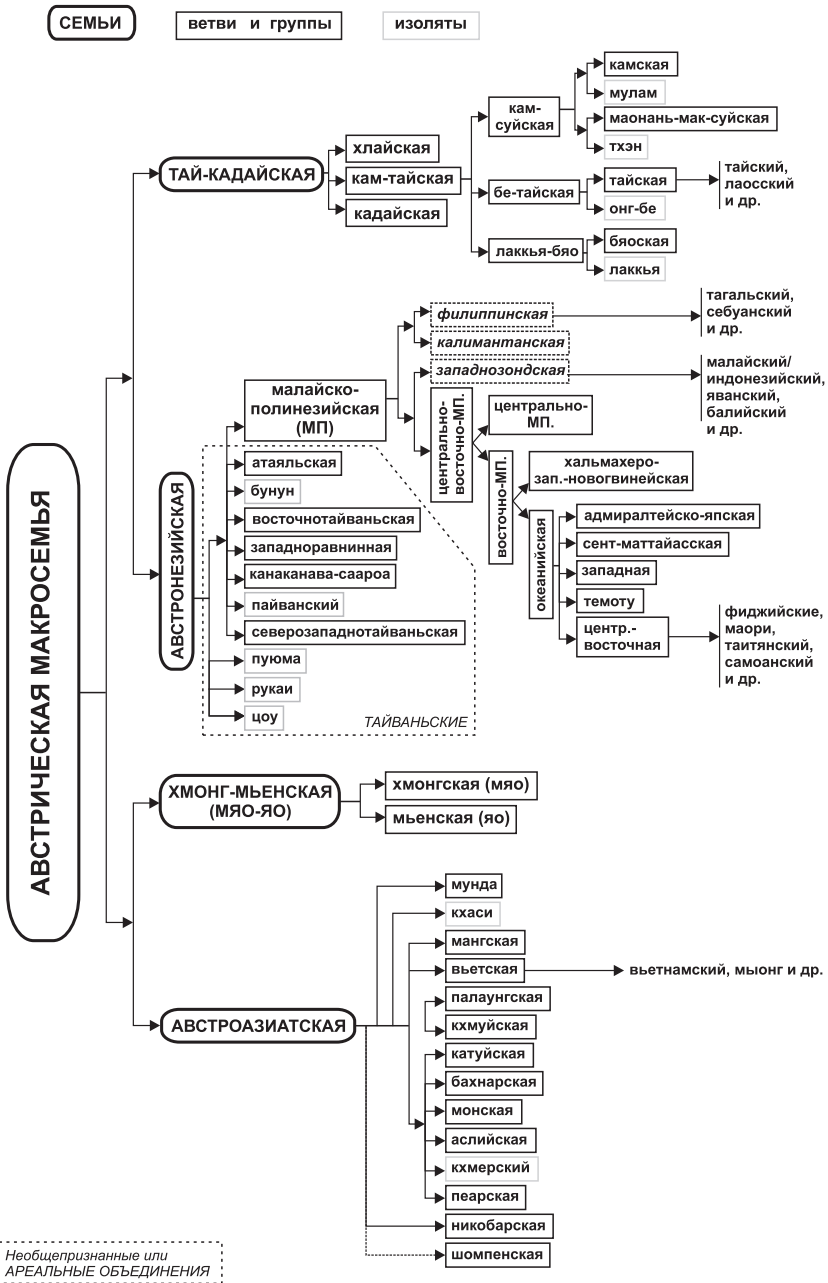 СЕМЬИ
ветви и группы
изоляты
АВСТРИЧЕСКАЯ МАКРОСЕМЬЯ
ТАЙ-КАДАЙСКАЯ
хлайская
кам-тайская
кадайская
кам-
суйская
камская
мулам
маонань-мак-суйская
тхэн
бе-тайская
тайская
онг-бе
тайский,
лаосский
и др.
лаккья-бяо
бяоская
лаккья
АВСТРОНЕЗИЙСКАЯ
малайско-
полинезийская
(МП)
филиппинская
калимантанская
западнозондская
тагальский,
себуанский
и др.
малайский/
индонезийский,
яванский,
балийский
и др.
центрально-
восточно-МП.
центрально-
МП.
восточно-МП.
хальмахеро-
зап.-новогвинейская
океанийская
адмиралтейско-япская
сент-маттайасская
западная
темоту
центр.-
восточная
фиджийские,
маори,
таитянский,
самоанский
и др.
атаяльская
бунун
восточнотайваньская
западноравнинная
канаканава-саароа
пайванский
северозападнотайваньская
пуюма
рукаи
цоу
ТАЙВАНЬСКИЕ
ХМОНГ-МЬЕНСКАЯ
(МЯО-ЯО)
хмонгская (мяо)
мьенская (яо)
АВСТРОАЗИАТСКАЯ
мунда
кхаси
мангская
вьетская
вьетнамский, мыонг и др.
палаунгская
кхмуйская
катуйская
бахнарская
монская
аслийская
кхмерский
пеарская
никобарская
шомпенская
Необщепризнанные или
АРЕАЛЬНЫЕ ОБЪЕДИНЕНИЯ